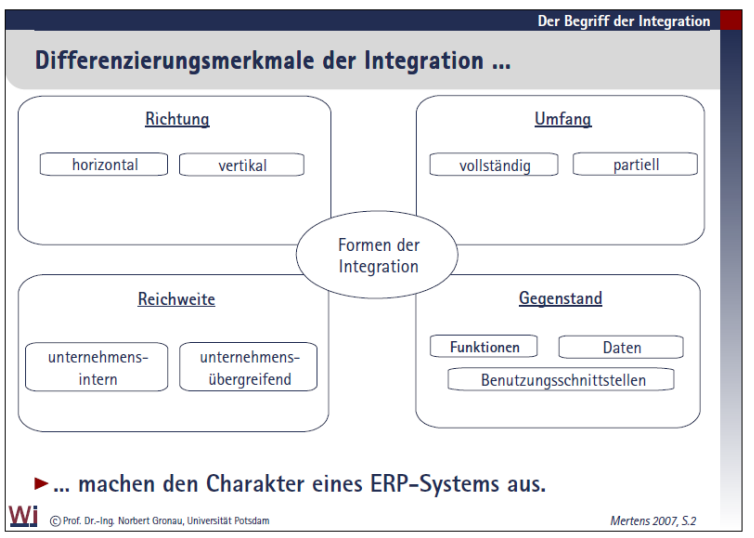 Der Begriff der Integration
Differenzierungsmerkmale der Integration ...
Richtung
horizontal
vertikal
Umfang
vollständig
partiell
Formen der
Integration
Reichweite
unternehmens-
intern
unternehmens-
übergreifend
Gegenstand
Funktionen
Daten
Benutzungsschnittstellen
... machen den Charakter eines ERP-Systems aus.
Wi
© Prof. Dr.-Ing. Norbert Gronau, Universität Potsdam
Mertens 2007, S.2